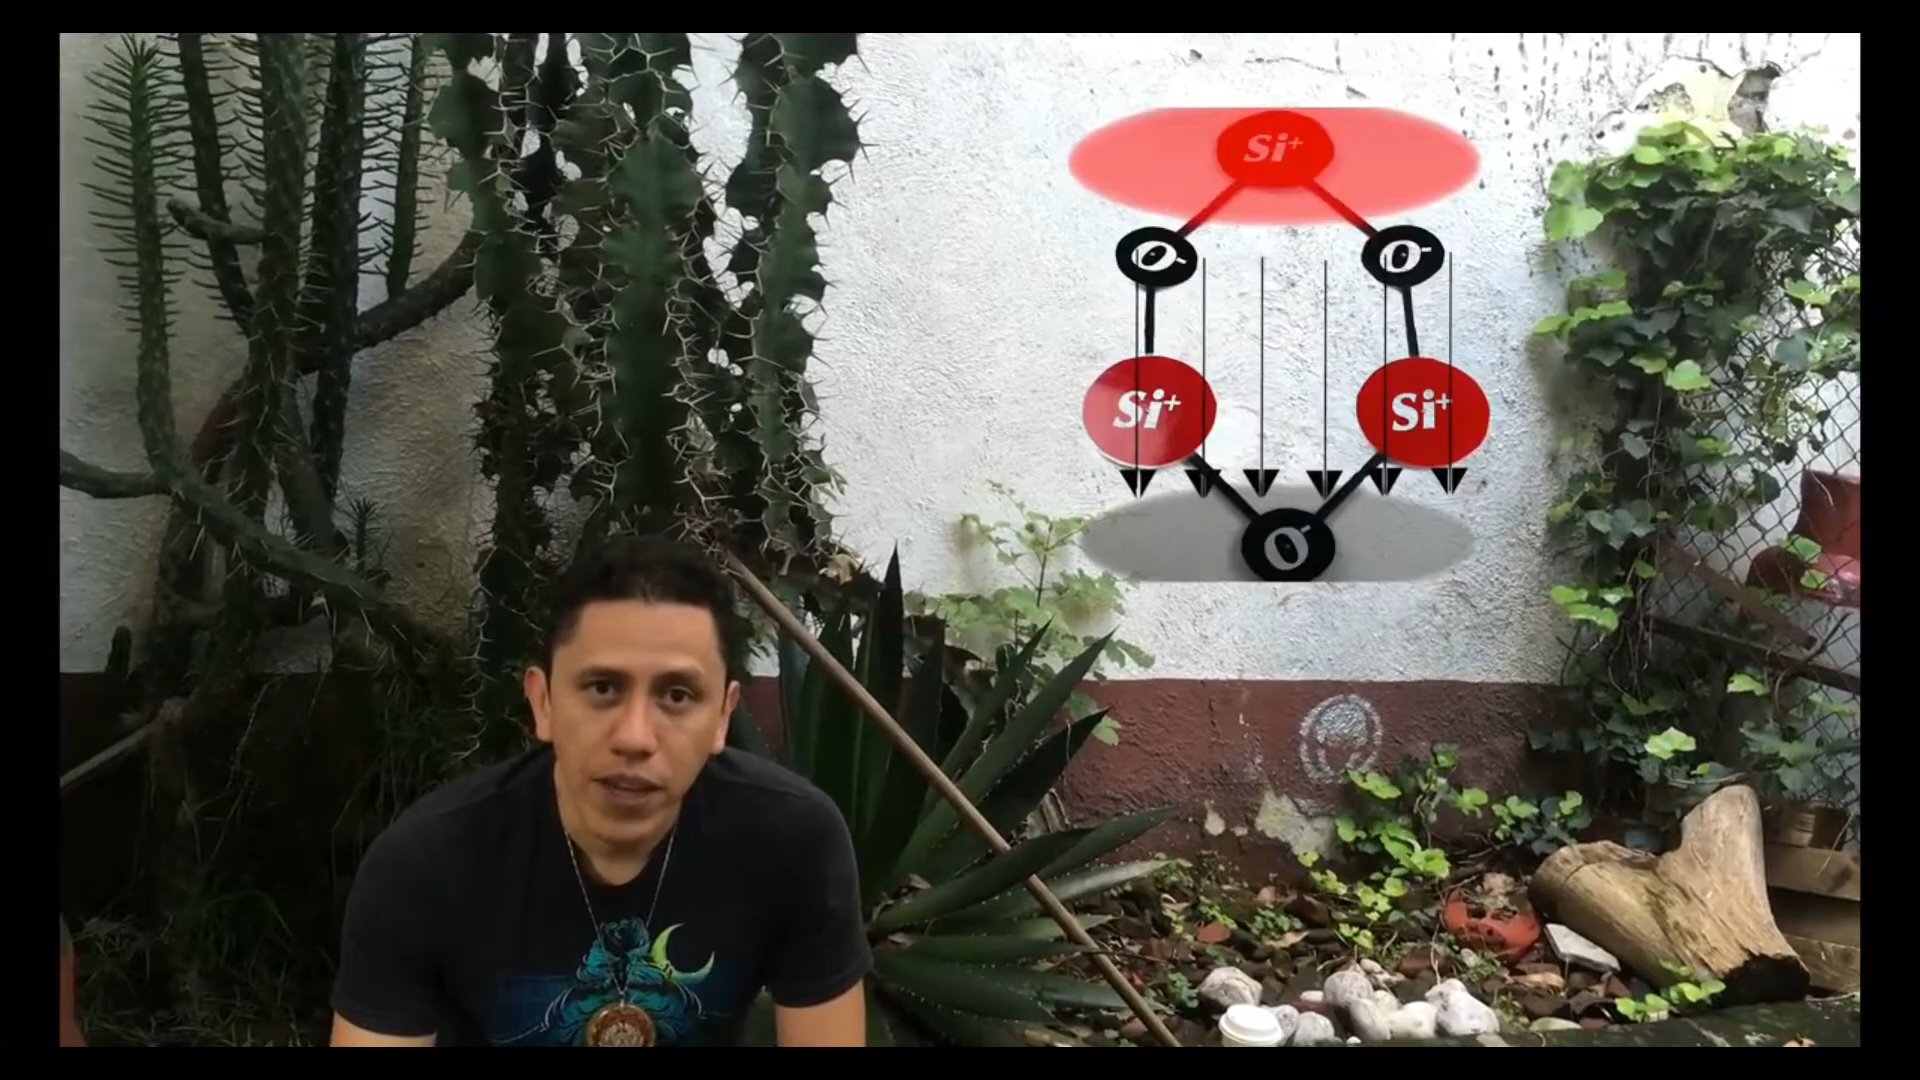 Si+
O- O-
Si+ Si+
O-